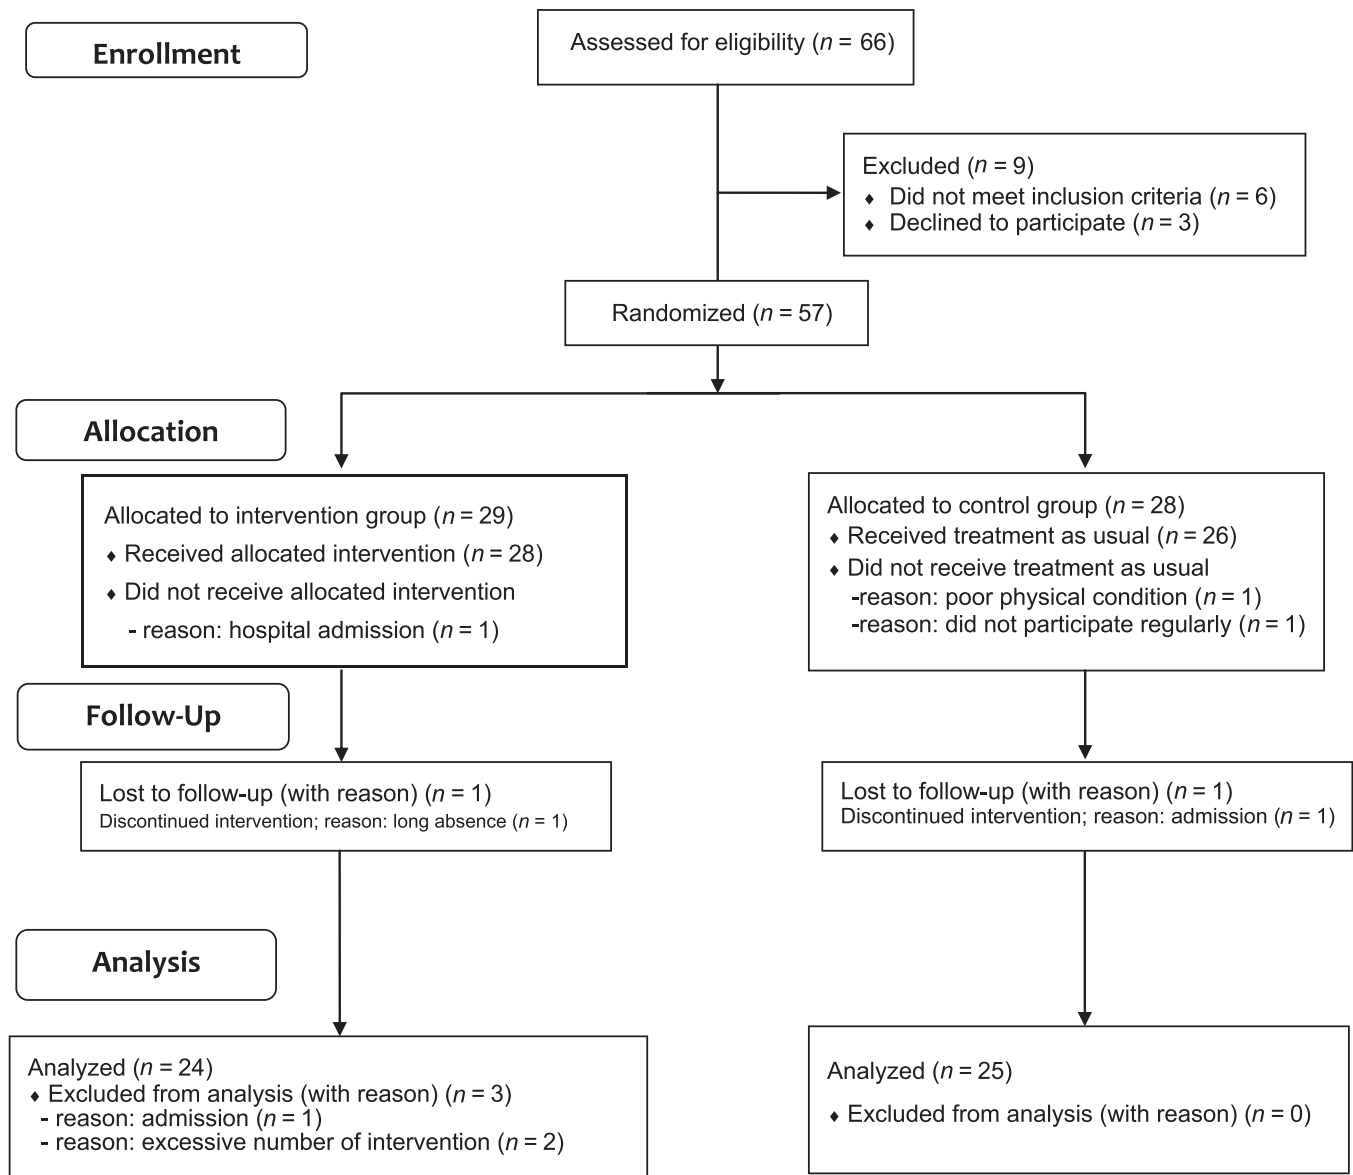 Enrollment
Assessed for eligibility (n = 66)
Excluded (n = 9)
♦ Did not meet inclusion criteria (n = 6)
♦ Declined to participate (n = 3)
Randomized (n = 57)
Allocation
Allocated to intervention group (n = 29)
♦ Received allocated intervention (n = 28)
♦ Did not receive allocated intervention
- reason: hospital admission (n = 1)
Allocated to control group (n = 28)
♦ Received treatment as usual (n = 26)
♦ Did not receive treatment as usual
-reason: poor physical condition (n = 1)
-reason: did not participate regularly (n = 1)
Follow-Up
Lost to follow-up (with reason) (n = 1)
Discontinued intervention; reason: long absence (n = 1)
Lost to follow-up (with reason) (n = 1)
Discontinued intervention; reason: admission (n = 1)
Analysis
Analyzed (n = 24)
♦ Excluded from analysis (with reason) (n = 3)
- reason: admission (n = 1)
- reason: excessive number of intervention (n = 2)
Analyzed (n = 25)
♦ Excluded from analysis (with reason) (n = 0)